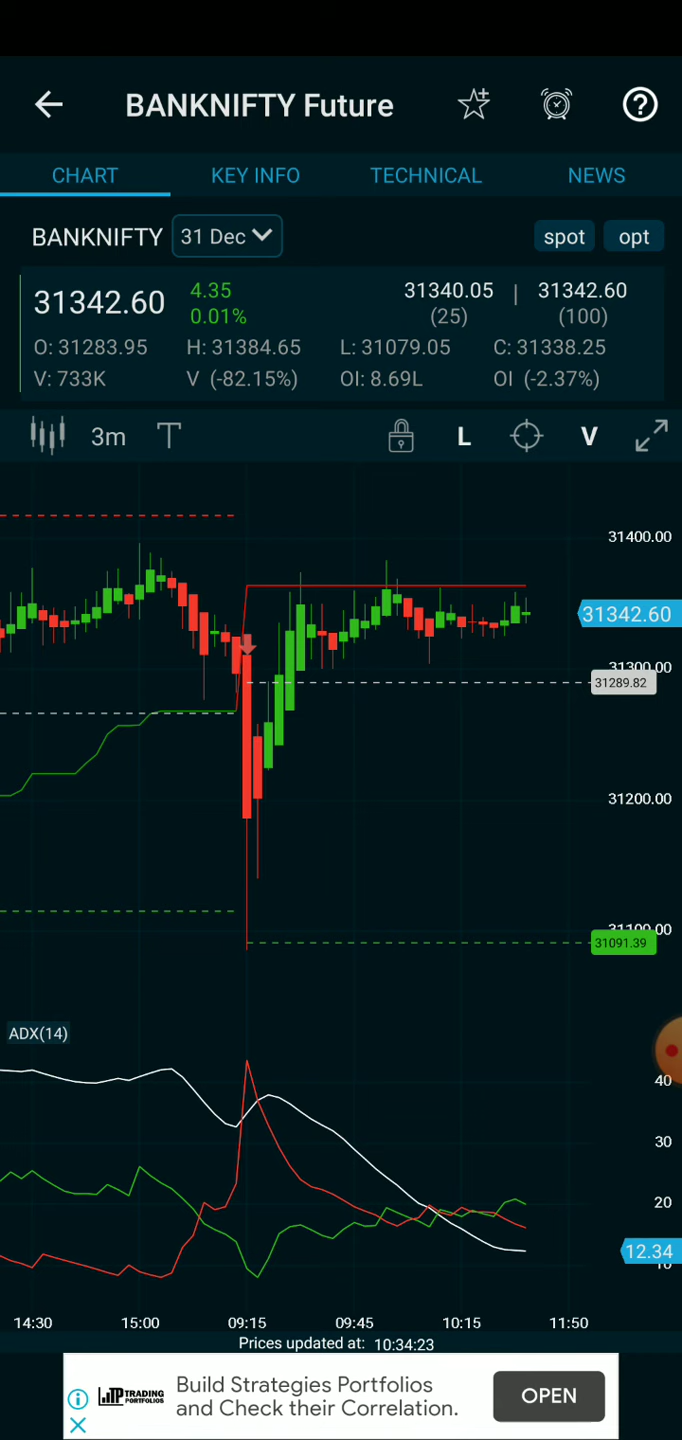 BANKNIFTY Future
CHART KEY INFO TECHNICAL NEWS
BANKNIFTY 31 Dec spot opt
31342.60 4.35 0.01% 31340.05 (25) | 31342.60 (100)
O: 31283.95 H: 31384.65 L: 31079.05 C: 31338.25
V: 733K V (-82.15%) OI: 8.69L OI (-2.37%)
3m T L V
31400.00
31342.60
31300.00
31289.82
31200.00
31100.00
31091.39
ADX(14)
40
30
20
12.34
10
14:30 15:00 09:15 09:45 10:15 11:50
Prices updated at: 10:34:23
TRADING PORTFOLIOS
Build Strategies Portfolios
and Check their Correlation.
OPEN